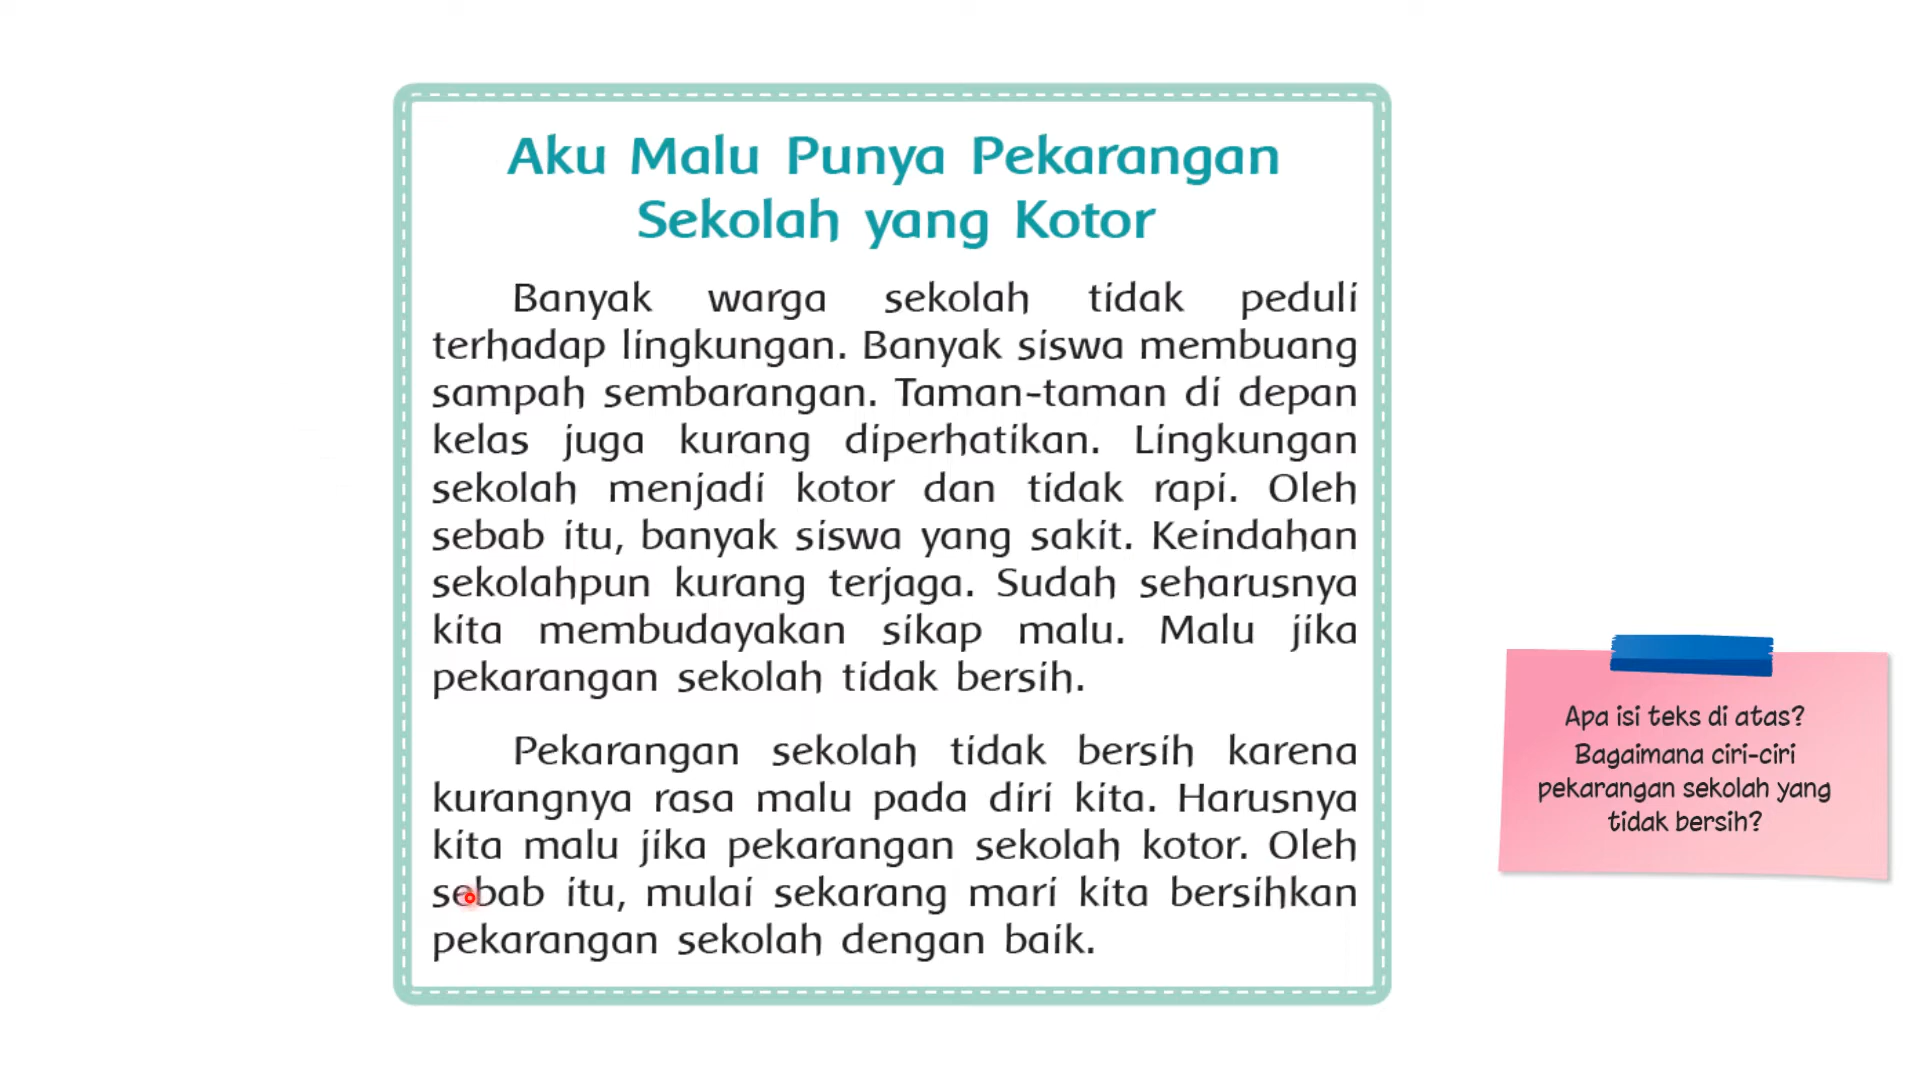 Aku Malu Punya Pekarangan
Sekolah yang Kotor
Banyak warga sekolah tidak peduli
terhadap lingkungan. Banyak siswa membuang
sampah sembarangan. Taman-taman di depan
kelas juga kurang diperhatikan. Lingkungan
sekolah menjadi kotor dan tidak rapi. Oleh
sebab itu, banyak siswa yang sakit. Keindahan
sekolahpun kurang terjaga. Sudah seharusnya
kita membudayakan sikap malu. Malu jika
pekarangan sekolah tidak bersih.
Pekarangan sekolah tidak bersih karena
kurangnya rasa malu pada diri kita. Harusnya
kita malu jika pekarangan sekolah kotor. Oleh
sebab itu, mulai sekarang mari kita bersihkan
pekarangan sekolah dengan baik.
Apa isi teks di atas?
Bagaimana ciri-ciri
pekarangan sekolah yang
tidak bersih?